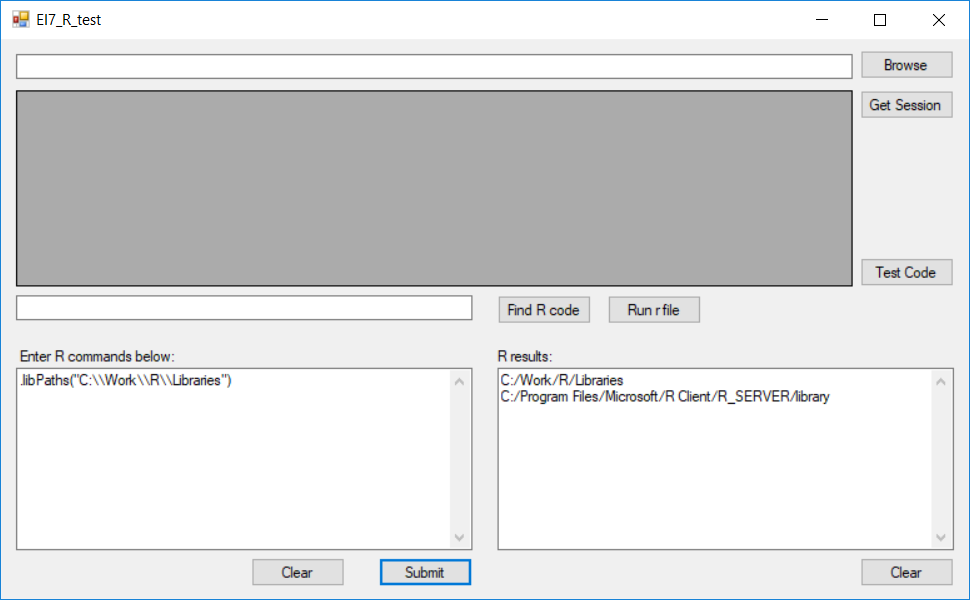 EI7_R_test
Browse
Get Session
Test Code
Find R code
Run r file
Enter R commands below:
R results:
.libPaths("C:\\Work\\R\\Libraries")
C:/Work/R/Libraries
C:/Program Files/Microsoft/R Client/R_SERVER/library
Clear
Submit
Clear